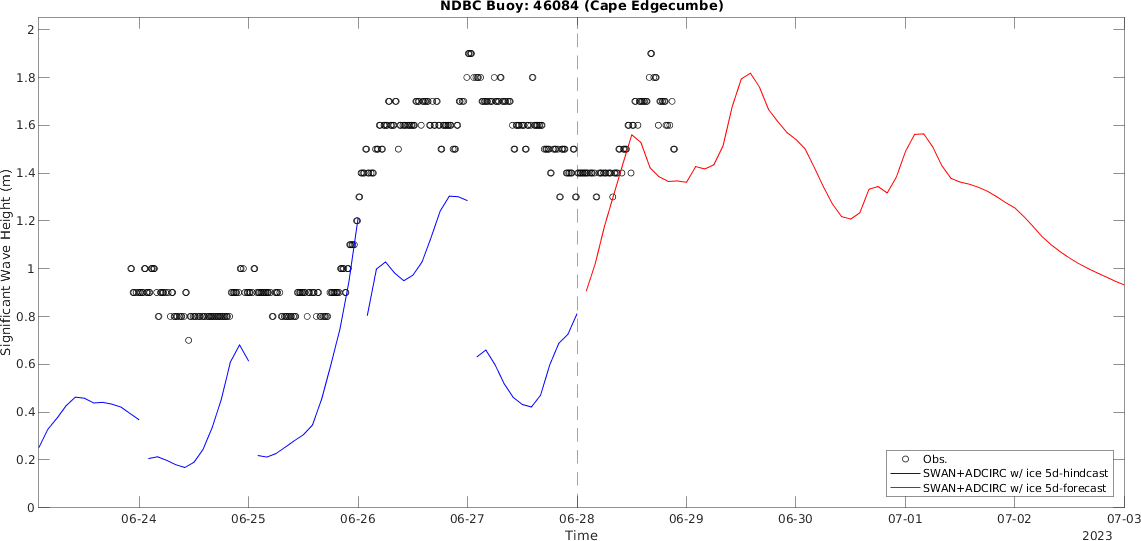 NDBC Buoy: 46084 (Cape Edgecumbe)
2
1.8
1.6
1.4
1.2
1
0.8
0.6
0.4
0.2
0
Significant Wave Height (m)
Obs.
SWAN+ADCIRC w/ ice 5d-hindcast
SWAN+ADCIRC w/ ice 5d-forecast
06-24 06-25 06-26 06-27 06-28 06-29 06-30 07-01 07-02 07-03
Time
2023